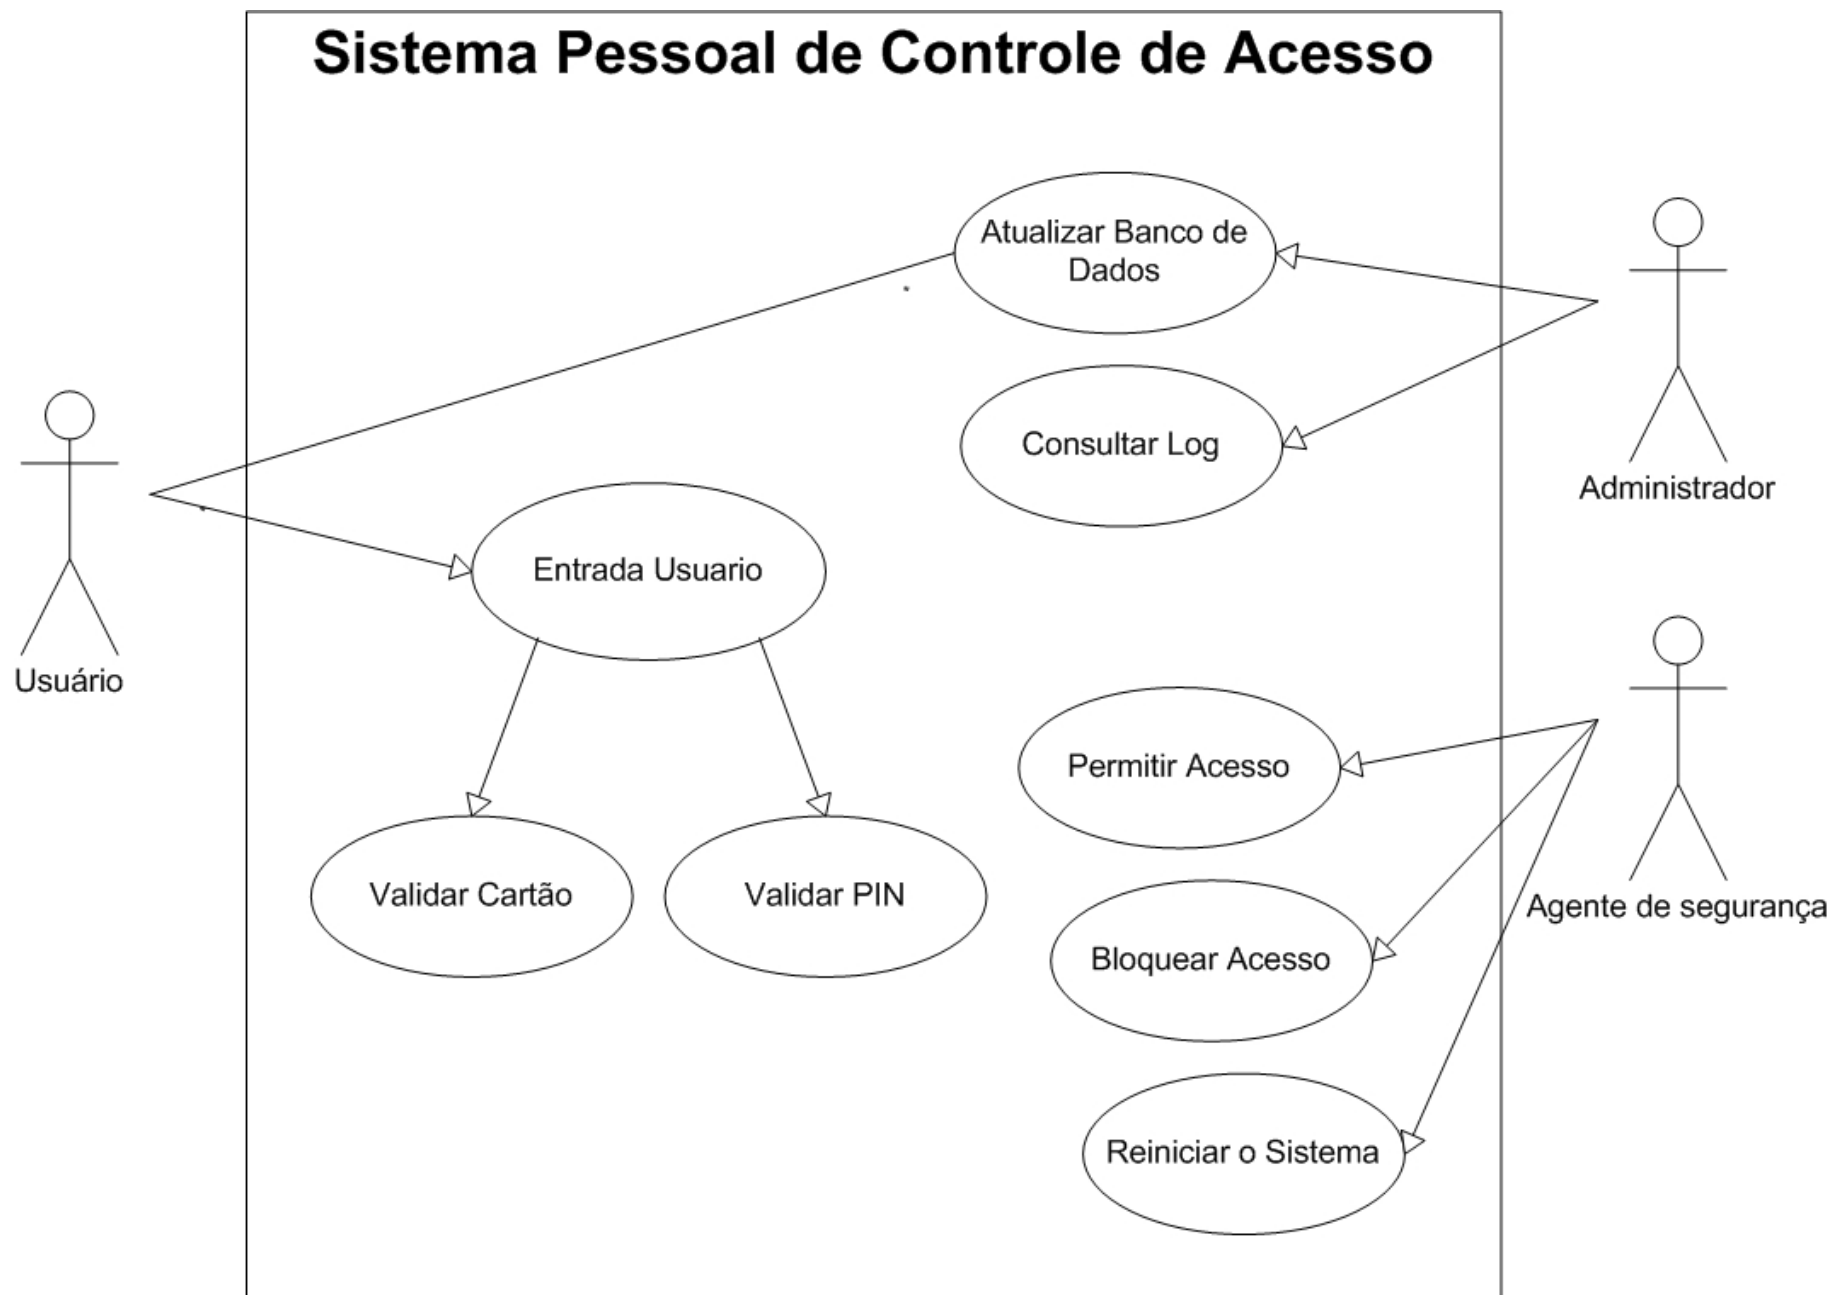 Sistema Pessoal de Controle de Acesso
Atualizar Banco de
Dados
*
Consultar Log
Administrador
*
Entrada Usuario
Usuário
Permitir Acesso
Validar Cartão
Validar PIN
Agente de segurança
Bloquear Acesso
Reiniciar o Sistema